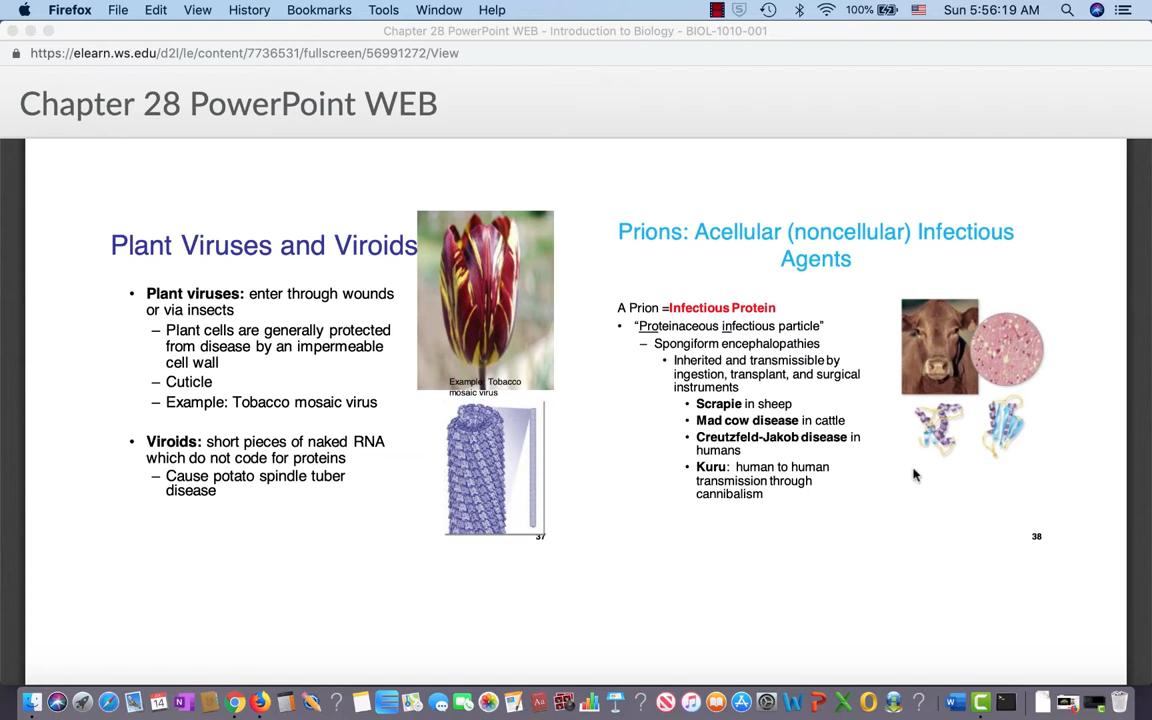 Firefox File Edit View History Bookmarks Tools Window Help 100% Sun 5:56:19 AM
Chapter 28 PowerPoint WEB - Introduction to Biology - BIOL-1010-001
https://elearn.ws.edu/d2l/le/content/7736531/fullscreen/56991272/View
Chapter 28 PowerPoint WEB
Plant Viruses and Viroids
• Plant viruses: enter through wounds
or via insects
– Plant cells are generally protected
from disease by an impermeable
cell wall
– Cuticle
– Example: Tobacco mosaic virus
• Viroids: short pieces of naked RNA
which do not code for proteins
– Cause potato spindle tuber
disease
Example: Tobacco
mosaic virus
37
Prions: Acellular (noncellular) Infectious
Agents
A Prion =Infectious Protein
• “Proteinaceous infectious particle”
– Spongiform encephalopathies
• Inherited and transmissible by
ingestion, transplant, and surgical
instruments
• Scrapie in sheep
• Mad cow disease in cattle
• Creutzfeld-Jakob disease in
humans
• Kuru: human to human
transmission through
cannibalism
38